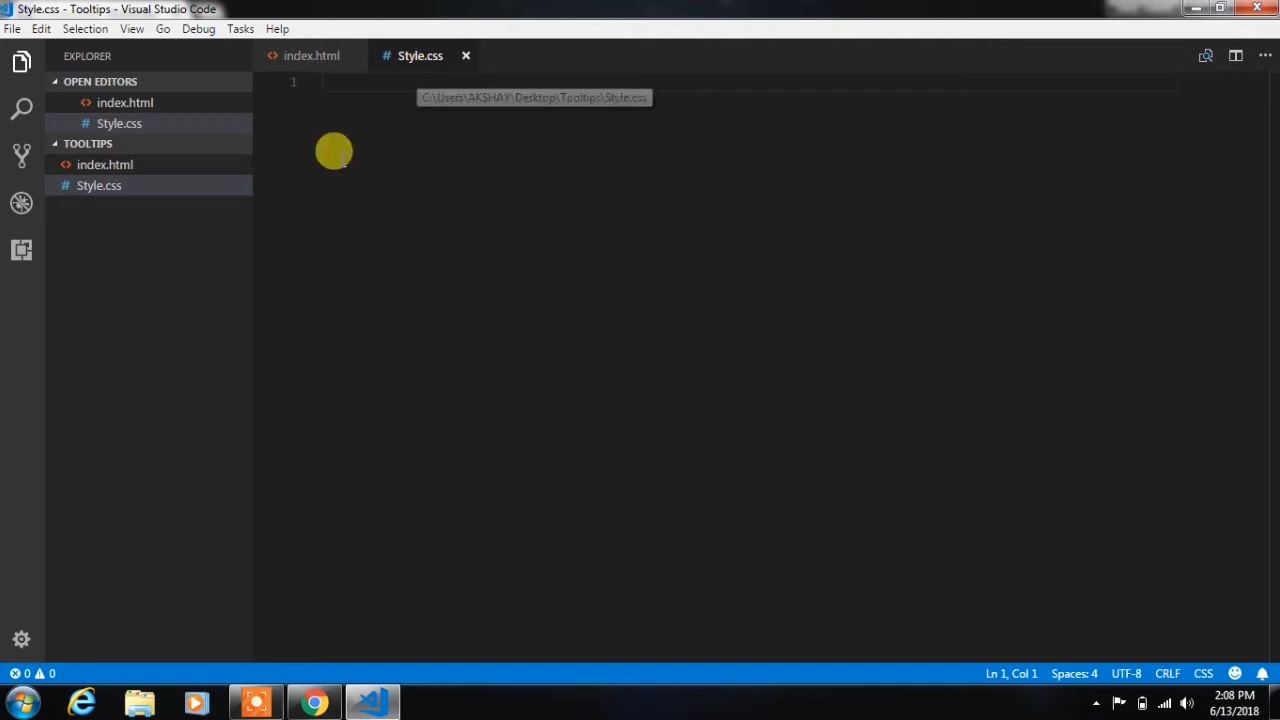 Style.css - Tooltips - Visual Studio Code
File Edit Selection View Go Debug Tasks Help
EXPLORER
index.html
Style.css
OPEN EDITORS
index.html
Style.css
TOOLTIPS
index.html
Style.css
1
C:\Users\AKSHAY\Desktop\Tooltips\Style.css
0 0
Ln 1, Col 1 Spaces: 4 UTF-8 CRLF CSS
2:08 PM
6/13/2018